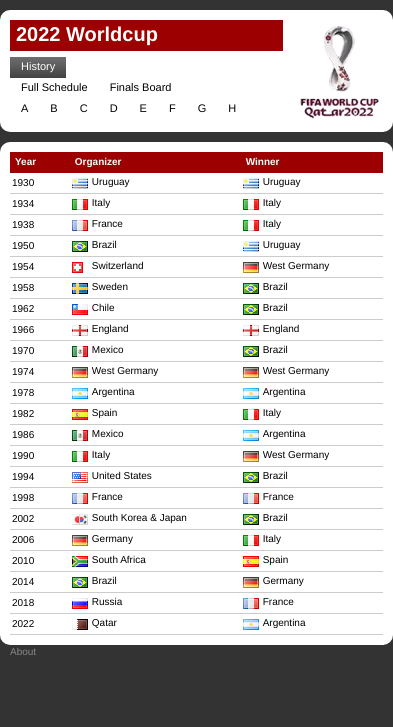 2022 Worldcup
History
Full Schedule Finals Board
A B C D E F G H
FIFA WORLD CUP
Qatar2022
Year Organizer Winner
1930 Uruguay Uruguay
1934 Italy Italy
1938 France Italy
1950 Brazil Uruguay
1954 Switzerland West Germany
1958 Sweden Brazil
1962 Chile Brazil
1966 England England
1970 Mexico Brazil
1974 West Germany West Germany
1978 Argentina Argentina
1982 Spain Italy
1986 Mexico Argentina
1990 Italy West Germany
1994 United States Brazil
1998 France France
2002 South Korea & Japan Brazil
2006 Germany Italy
2010 South Africa Spain
2014 Brazil Germany
2018 Russia France
2022 Qatar Argentina
About